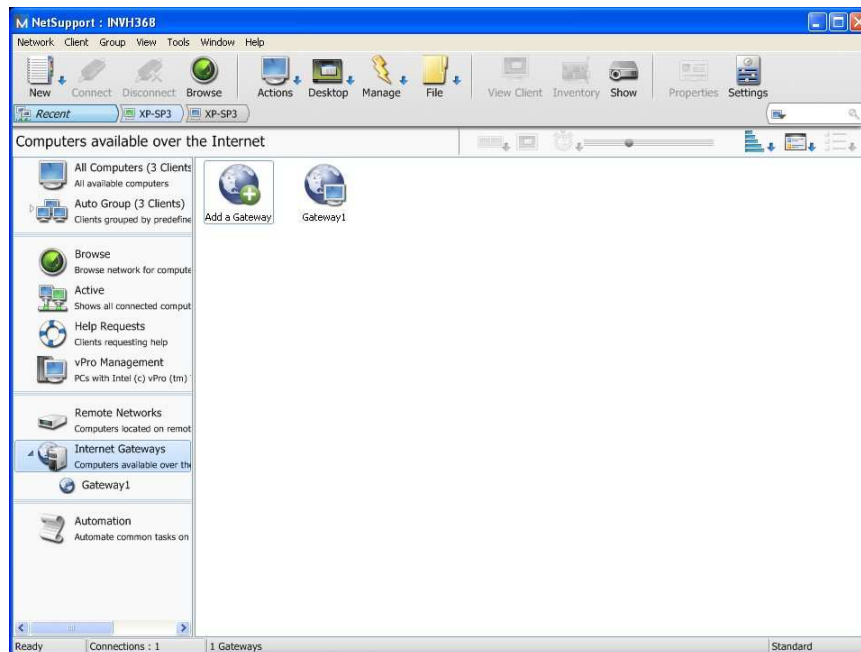 NetSupport : INVH368
Network Client Group View Tools Window Help
New Connect Disconnect Browse Actions Desktop Manage File View Client Inventory Show Properties Settings
Recent XP-SP3 XP-SP3
Computers available over the Internet
All Computers (3 Clients
All available computers
Auto Group (3 Clients)
Clients grouped by predefine
Browse
Browse network for compute
Active
Shows all connected comput
Help Requests
Clients requesting help
vPro Management
PCs with Intel (c) vPro (tm)
Remote Networks
Computers located on remot
Internet Gateways
Computers available over the
Gateway1
Automation
Automate common tasks on
Add a Gateway Gateway1
Ready Connections : 1 1 Gateways Standard